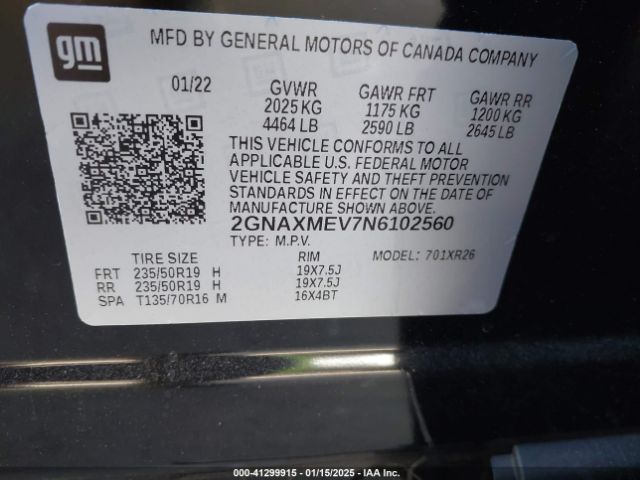 gm
MFD BY GENERAL MOTORS OF CANADA COMPANY
01/22 GVWR GAWR FRT GAWR RR
2025 KG 1175 KG 1200 KG
4464 LB 2590 LB 2645 LB
THIS VEHICLE CONFORMS TO ALL
APPLICABLE U.S. FEDERAL MOTOR
VEHICLE SAFETY AND THEFT PREVENTION
STANDARDS IN EFFECT ON THE DATE OF
MANUFACTURE SHOWN ABOVE.
2GNAXMEV7N6102560
TYPE: M.P.V. MODEL: 701XR26
TIRE SIZE RIM
FRT 235/50R19 H 19X7.5J
RR 235/50R19 H 19X7.5J
SPA T135/70R16 M 16X4BT
000-41299915 - 01/15/2025 - IAA Inc.